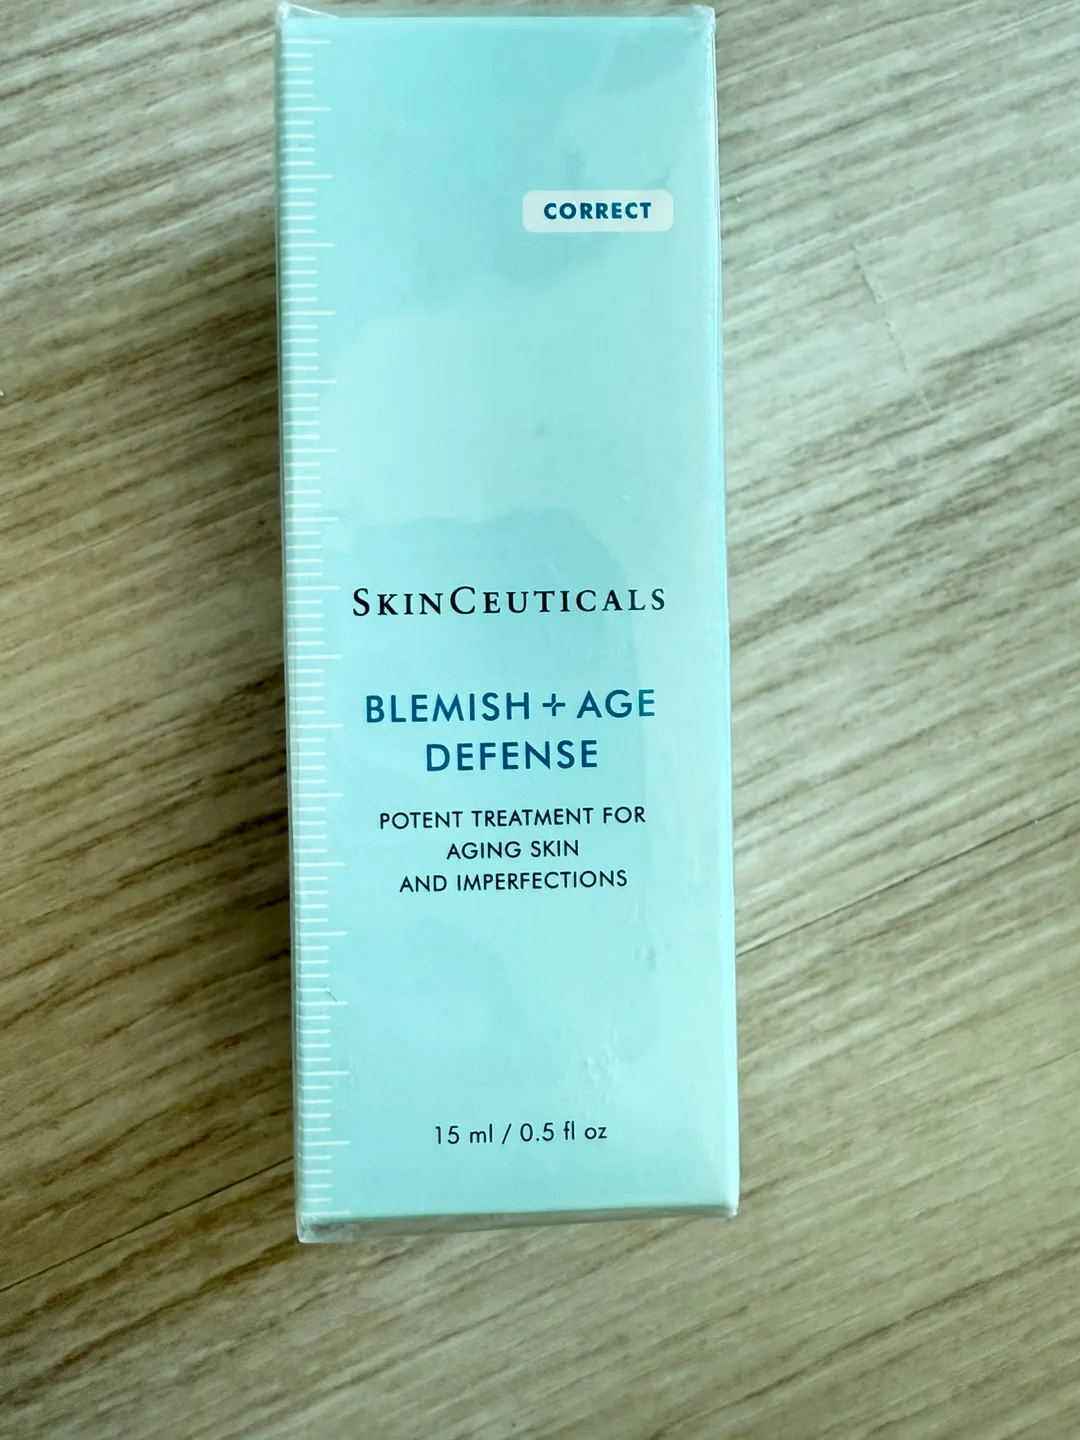 CORRECT
SKINCEUTICALS
BLEMISH + AGE
DEFENSE
POTENT TREATMENT FOR
AGING SKIN
AND IMPERFECTIONS
15 ml / 0.5 fl oz